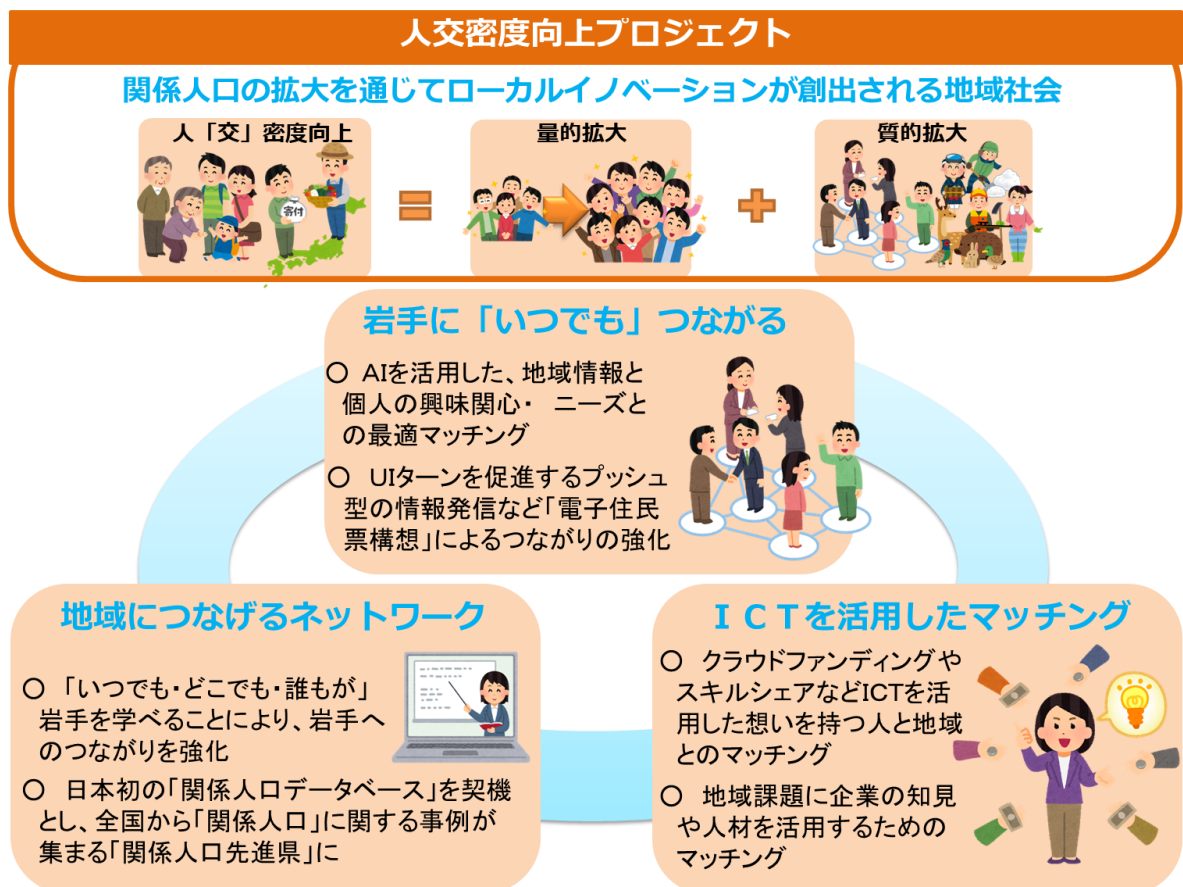 人交密度向上プロジェクト
関係人口の拡大を通じてローカルイノベーションが創出される地域社会
人「交」密度向上
量的拡大
質的拡大
寄付
岩手に「いつでも」つながる
○ AIを活用した、地域情報と
個人の興味関心・ ニーズと
の最適マッチング
○ UIターンを促進するプッシュ
型の情報発信など「電子住民
票構想」によるつながりの強化
地域につなげるネットワーク
○ 「いつでも・どこでも・誰もが」
岩手を学べることにより、岩手へ
のつながりを強化
○ 日本初の「関係人口データベース」を契機
とし、全国から「関係人口」に関する事例が
集まる「関係人口先進県」に
ＩＣＴを活用したマッチング
○ クラウドファンディングや
スキルシェアなどICTを活
用した想いを持つ人と地域
とのマッチング
○ 地域課題に企業の知見
や人材を活用するための
マッチング